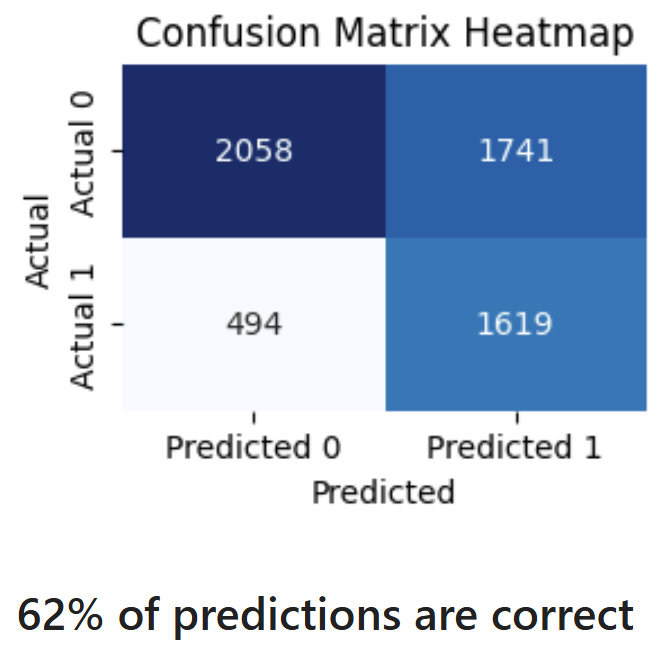 Confusion Matrix Heatmap
Actual
Actual 0
2058 1741
Actual 1
494 1619
Predicted 0 Predicted 1
Predicted
62% of predictions are correct